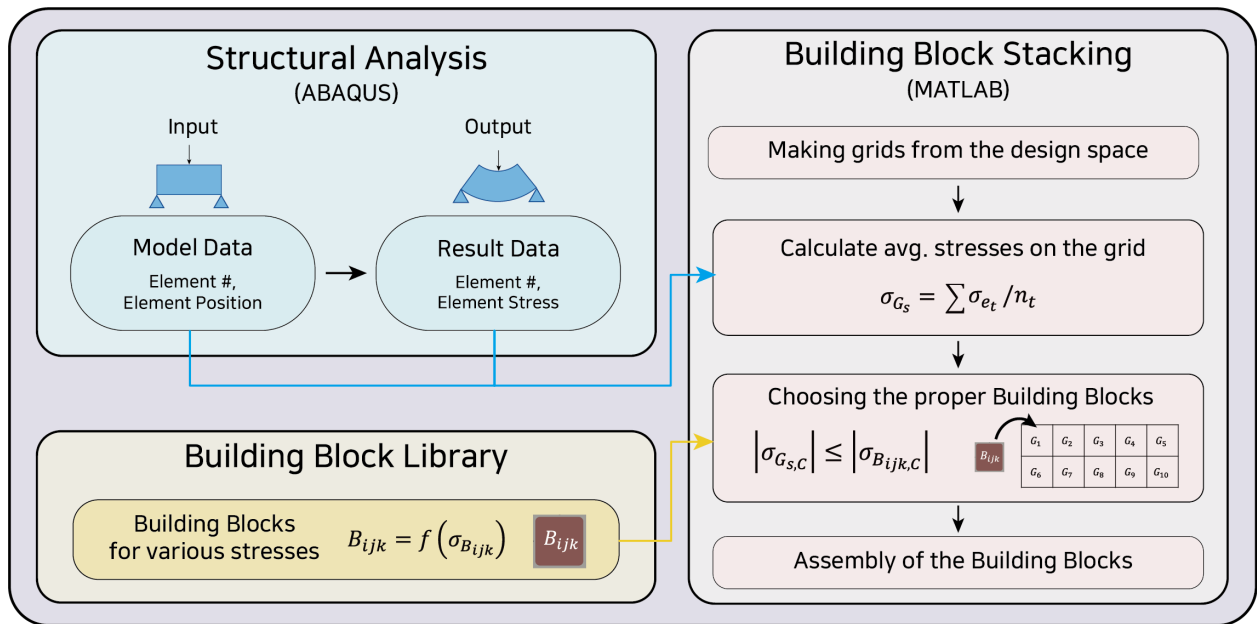 Structural Analysis
(ABAQUS)
Input
Output
Model Data
Element #,
Element Position
Result Data
Element #,
Element Stress
Building Block Library
Building Blocks
for various stresses
B_{ijk} = f(σ_{B_{ijk}})
B_{ijk}
Building Block Stacking
(MATLAB)
Making grids from the design space
Calculate avg. stresses on the grid
σ_{G_s} = ∑ σ_{e_t} / n_t
Choosing the proper Building Blocks
|σ_{G_s,C}| ≤ |σ_{B_{ijk},C}|
B_{ijk}
G_1 G_2 G_3 G_4 G_5
G_6 G_7 G_8 G_9 G_10
Assembly of the Building Blocks